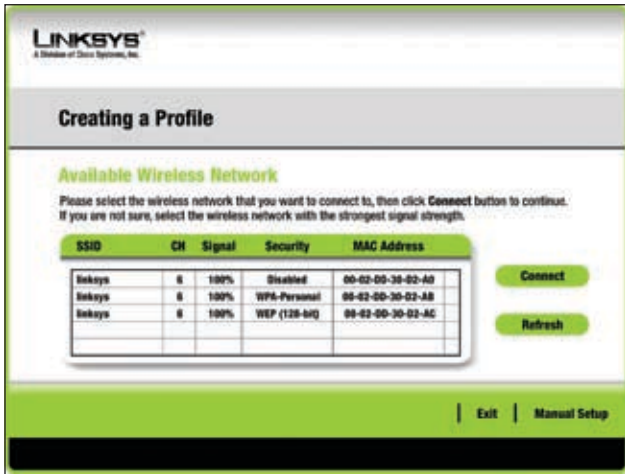 LINKSYS®
A Division of Cisco Systems, Inc.
Creating a Profile
Available Wireless Network
Please select the wireless network that you want to connect to, then click Connect button to continue.
If you are not sure, select the wireless network with the strongest signal strength.
SSID CH Signal Security MAC Address
linksys 6 100% Disabled 00-02-DD-30-D2-A0
linksys 6 100% WPA-Personal 00-02-DD-30-D2-AB
linksys 6 100% WEP (128-bit) 00-02-DD-30-D2-AC
Connect
Refresh
Exit Manual Setup